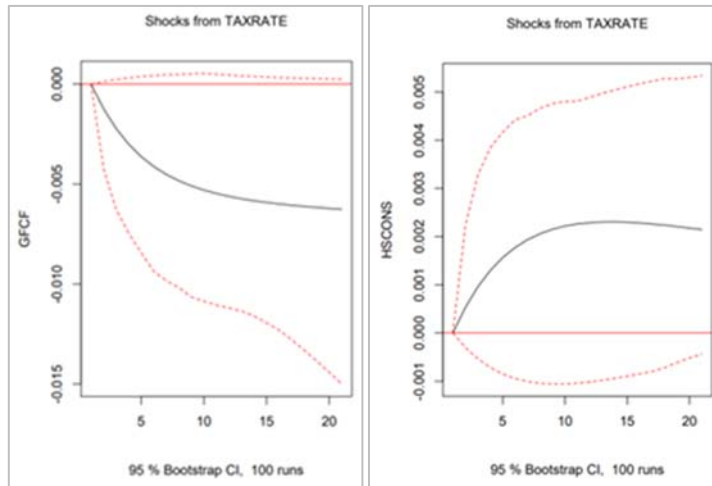 Shocks from TAXRATE
GFCF
0.000
-0.005
-0.010
-0.015
5 10 15 20
95 % Bootstrap CI, 100 runs
Shocks from TAXRATE
HSCONS
0.005
0.004
0.003
0.002
0.001
0.000
-0.001
5 10 15 20
95 % Bootstrap CI, 100 runs